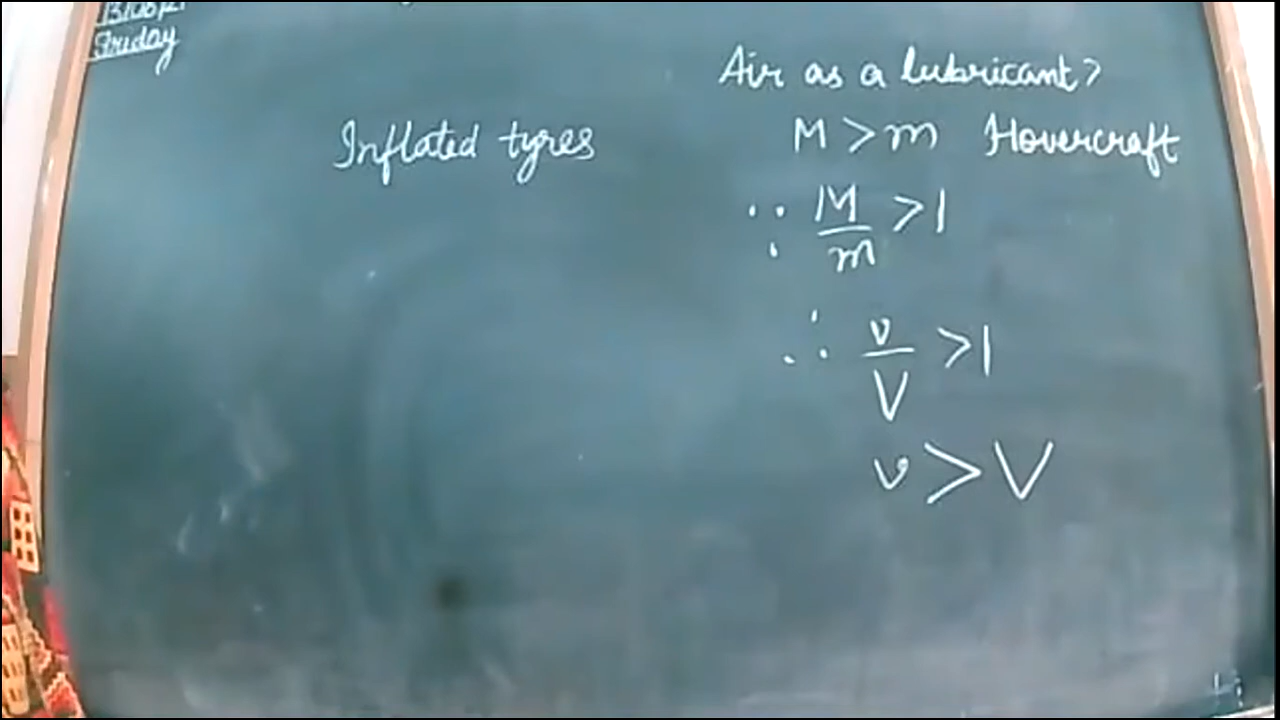 Friday
Air as a lubricant?
Inflated tyres
M > m Hovercraft
∵ M/m > 1
∴ v/V > 1
v > V